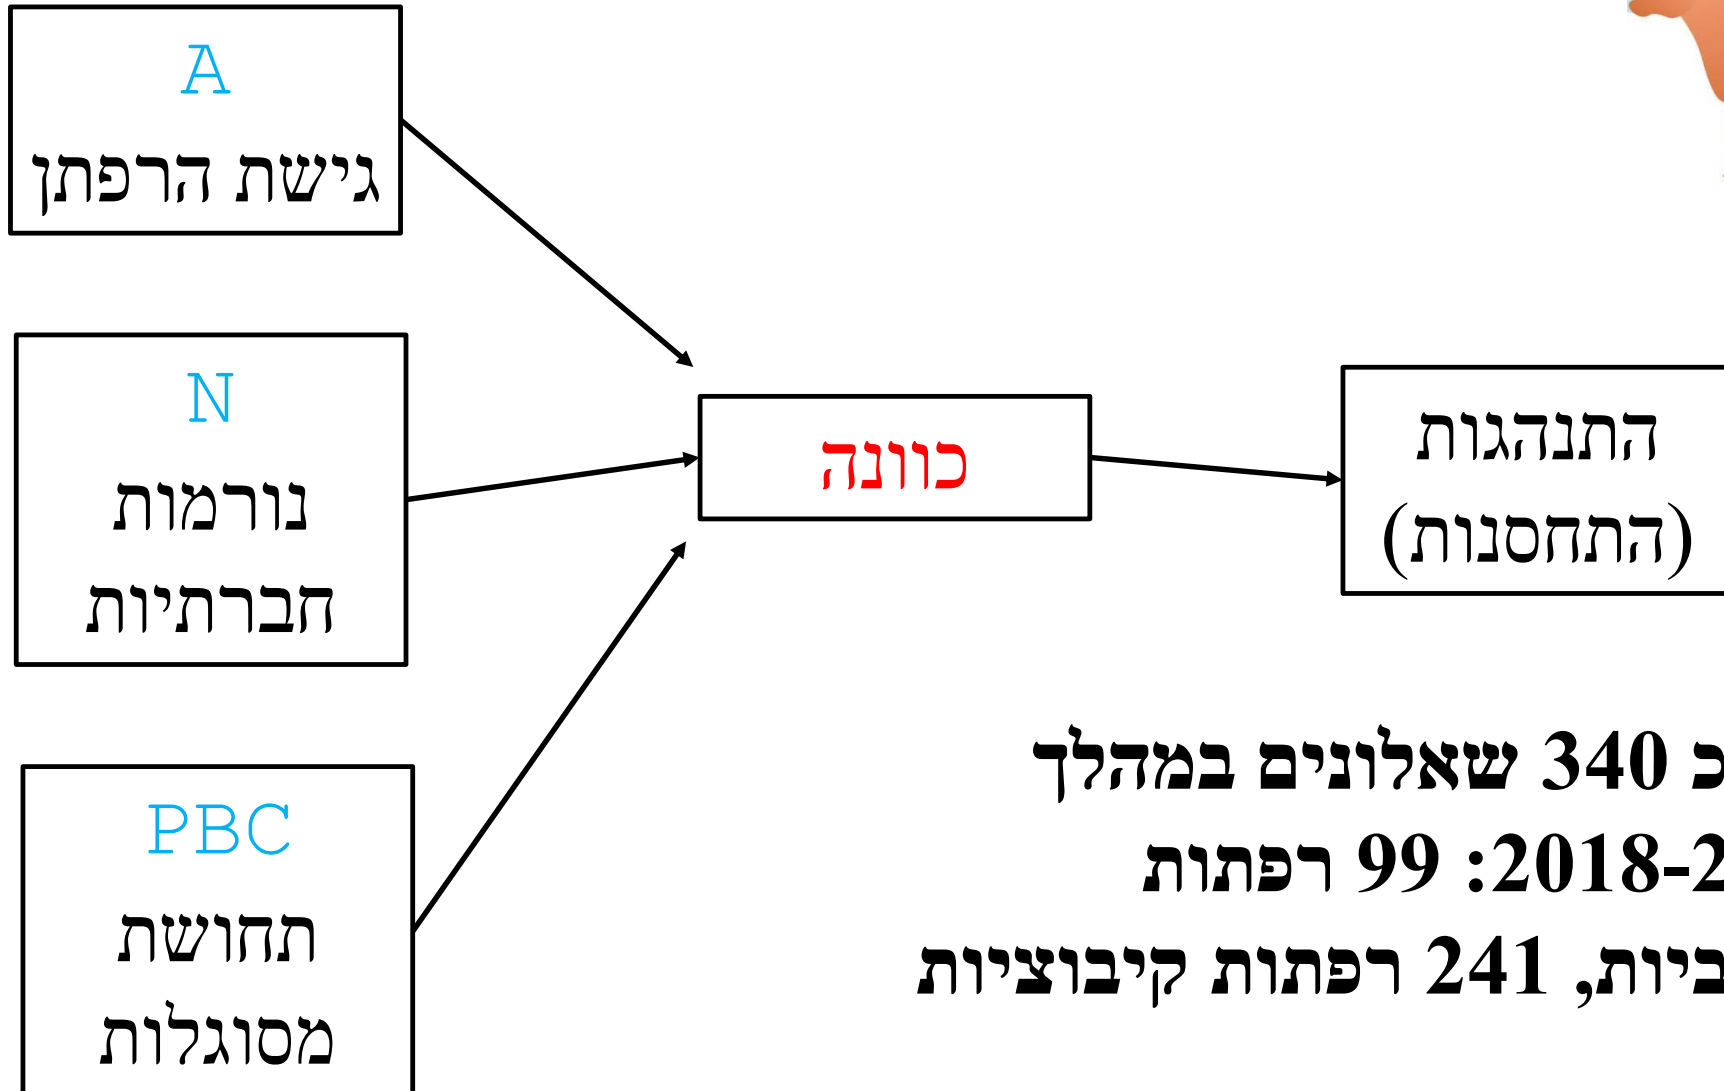 A
גישת הרפתן
N
נורמות
חברתיות
PBC
תחושת
מסוגלות
כוונה
התנהגות
(התחסנות)
340 שאלונים במהלך
2018-2: 99 רפתות
241 רפתות קיבוציות